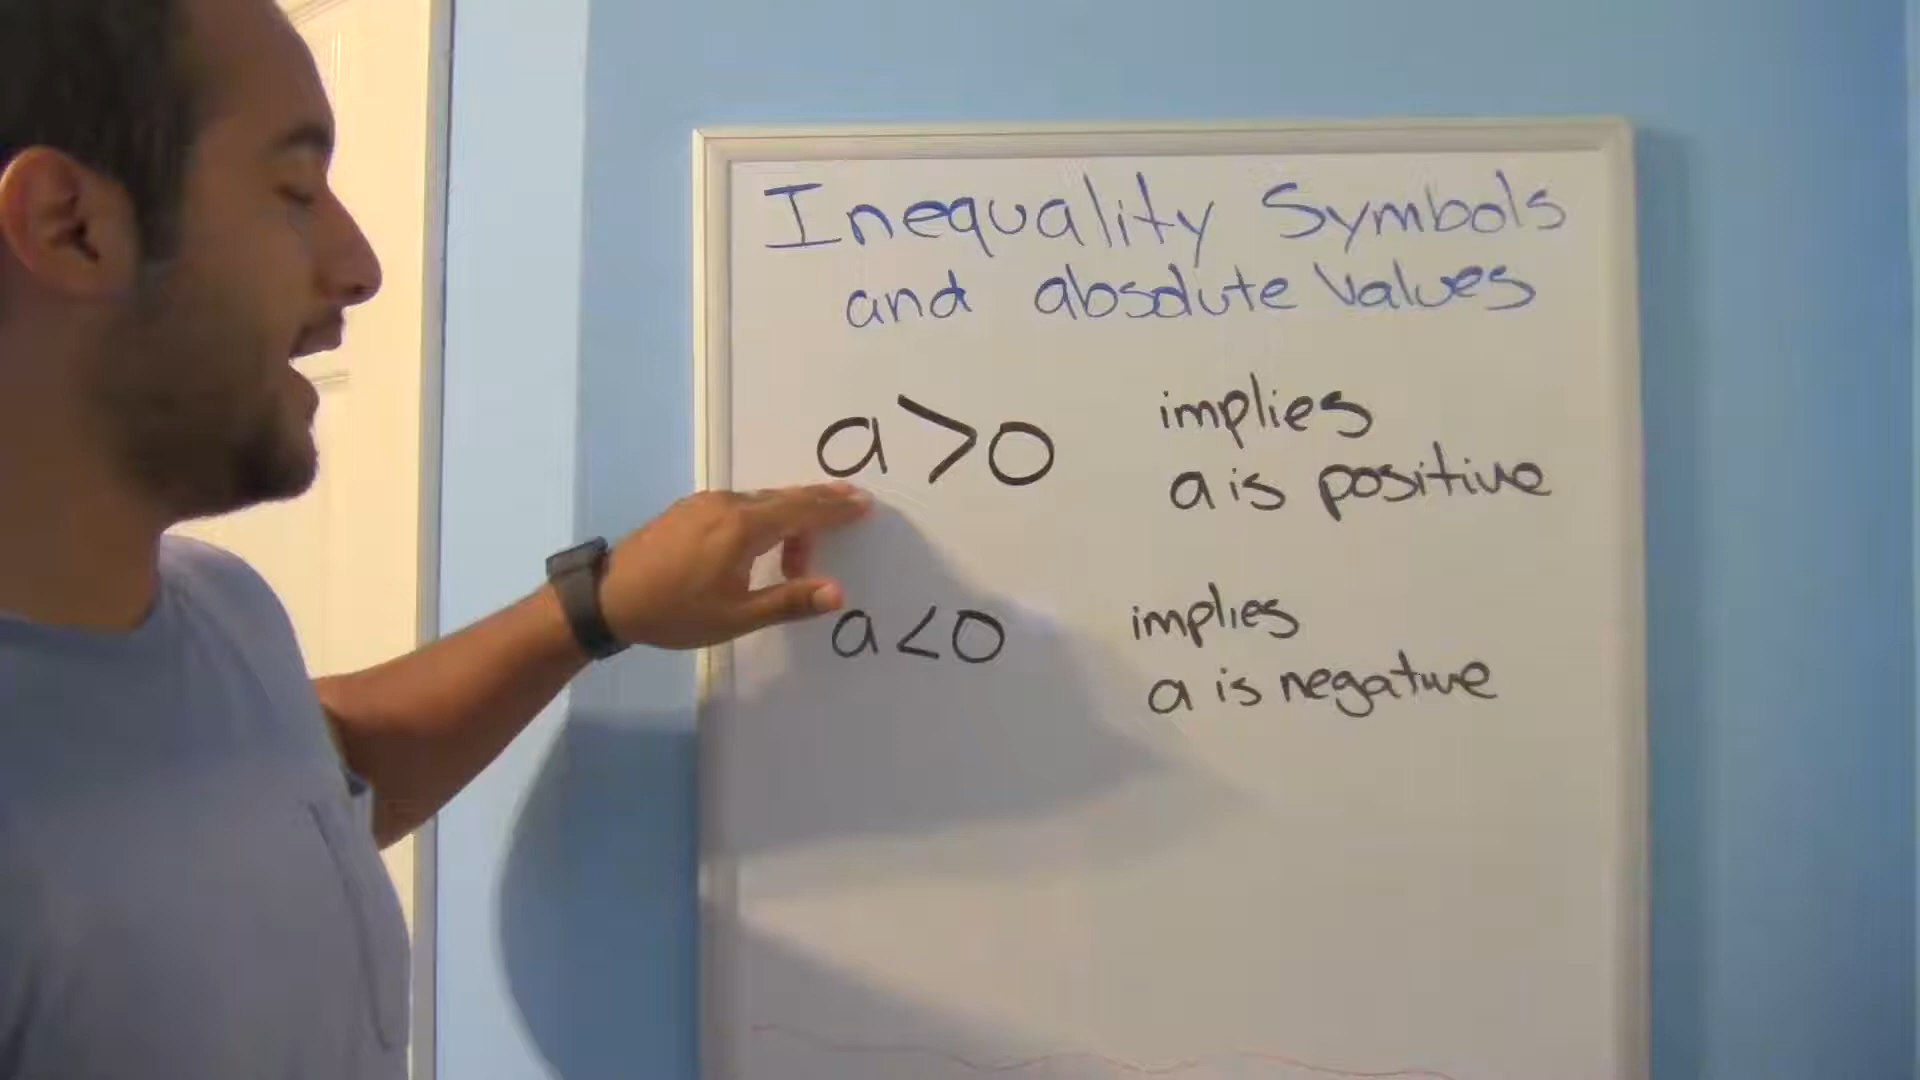 Inequality Symbols
and absolute Values
a>0
implies
a is positive
a<0
implies
a is negative